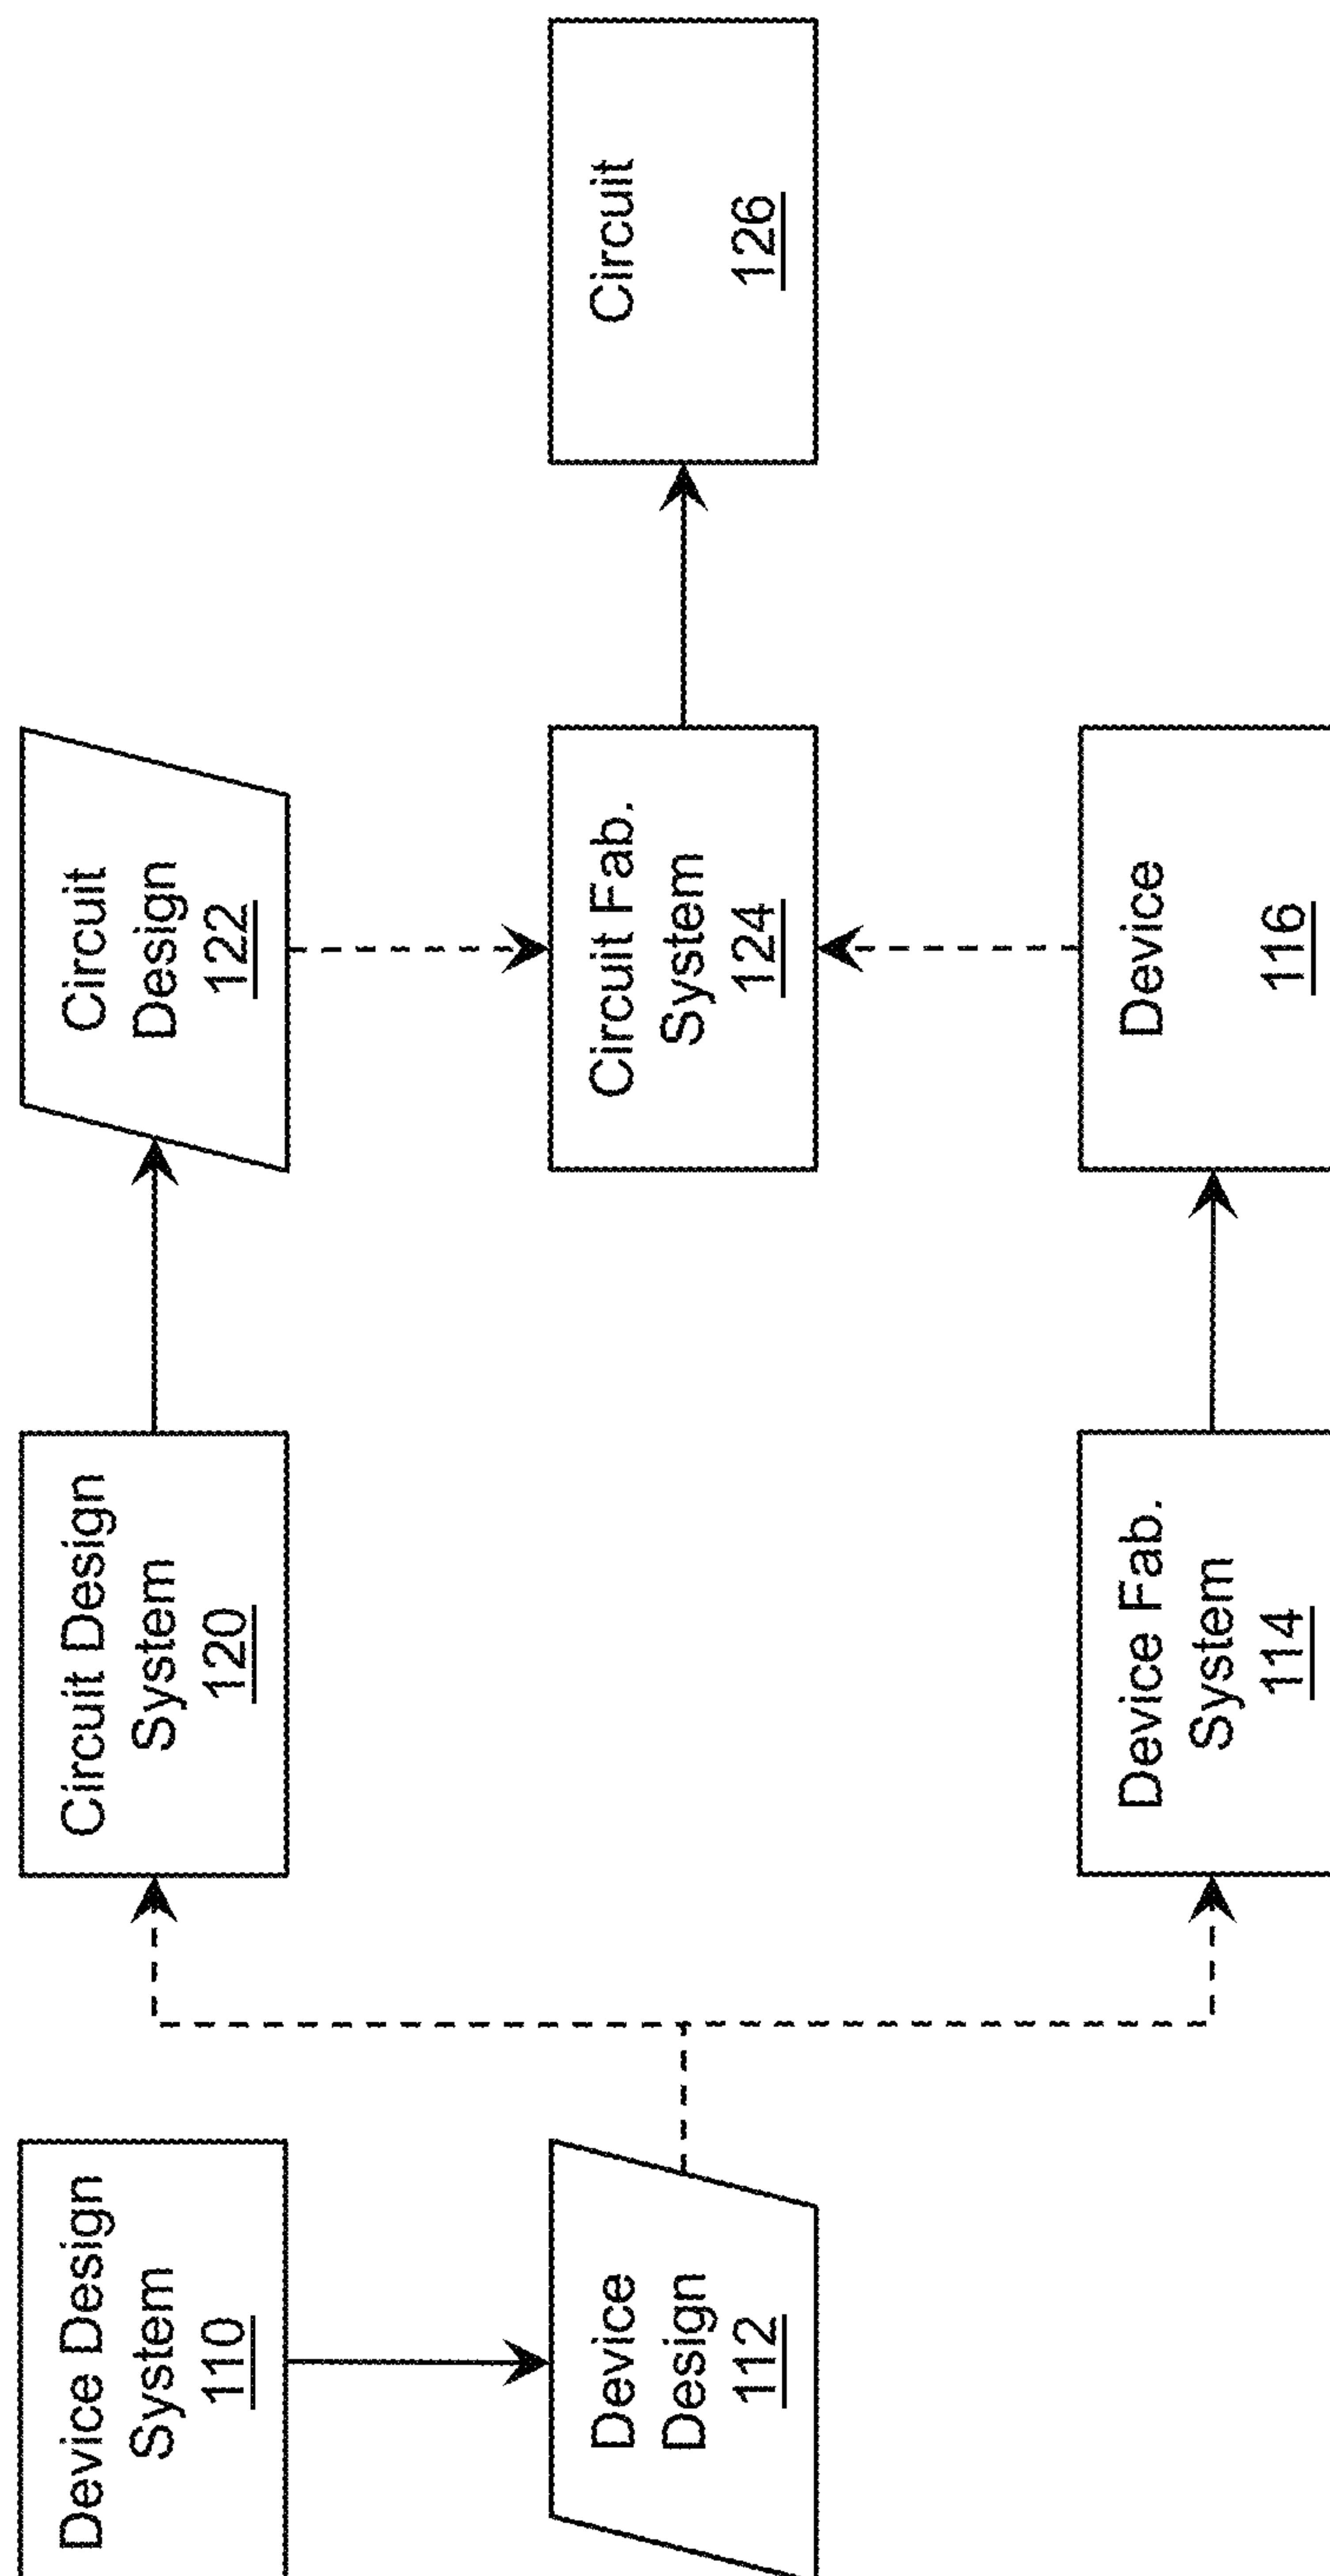 Device Design
System
110
Circuit Design
System
120
Circuit
Design
122
Device
Design
112
Circuit Fab.
System
124
Circuit
126
Device Fab.
System
114
Device
116